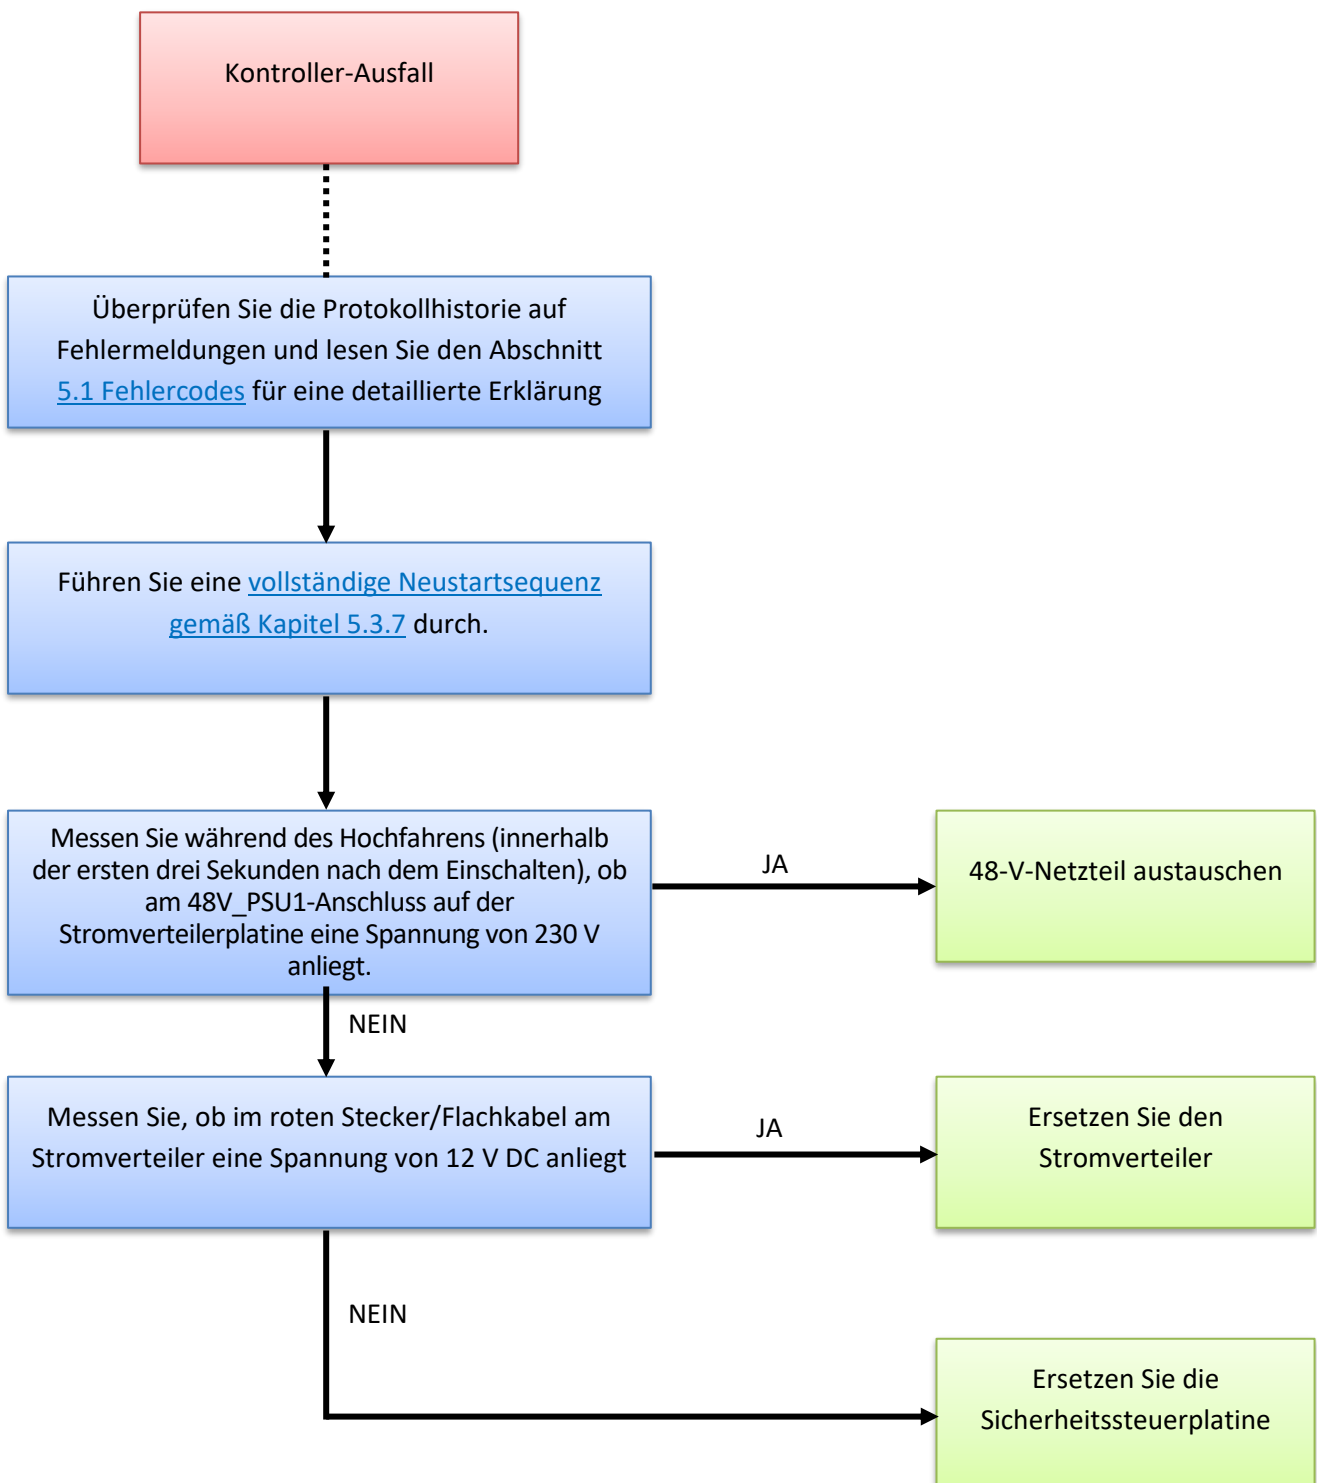 Kontroller-Ausfall
Überprüfen Sie die Protokollhistorie auf
Fehlermeldungen und lesen Sie den Abschnitt
5.1 Fehlercodes für eine detaillierte Erklärung
Führen Sie eine vollständige Neustartsequenz
gemäß Kapitel 5.3.7 durch.
Messen Sie während des Hochfahrens (innerhalb
der ersten drei Sekunden nach dem Einschalten), ob
am 48V_PSU1-Anschluss auf der
Stromverteilerplatine eine Spannung von 230 V
anliegt.
JA
48-V-Netzteil austauschen
NEIN
Messen Sie, ob im roten Stecker/Flachkabel am
Stromverteiler eine Spannung von 12 V DC anliegt
JA
Ersetzen Sie den
Stromverteiler
NEIN
Ersetzen Sie die
Sicherheitssteuerplatine